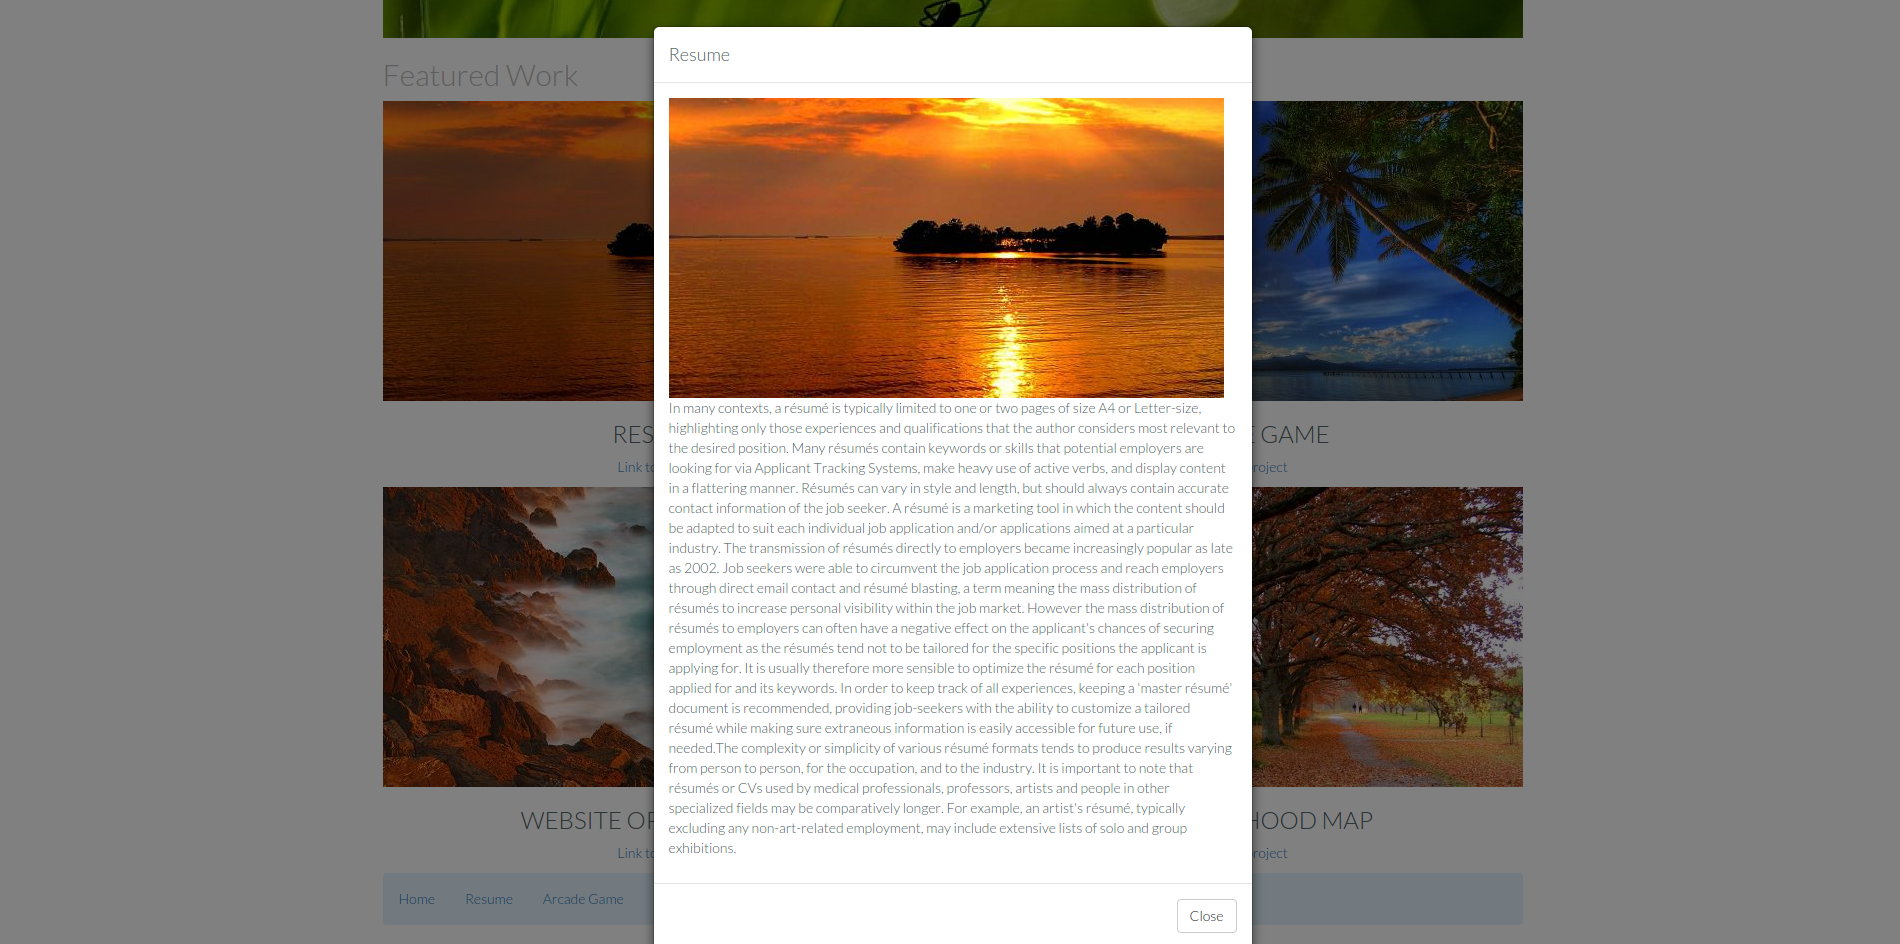 Resume
Featured Work
In many contexts, a résumé is typically limited to one or two pages of size A4 or Letter-size,
highlighting only those experiences and qualifications that the author considers most relevant to
the desired position. Many résumés contain keywords or skills that potential employers are
looking for via Applicant Tracking Systems, make heavy use of active verbs, and display content
in a flattering manner. Résumés can vary in style and length, but should always contain accurate
contact information of the job seeker. A résumé is a marketing tool in which the content should
be adapted to suit each individual job application and/or applications aimed at a particular
industry. The transmission of résumés directly to employers became increasingly popular as late
as 2002. Job seekers were able to circumvent the job application process and reach employers
through direct email contact and résumé blasting, a term meaning the mass distribution of
résumés to increase personal visibility within the job market. However the mass distribution of
résumés to employers can often have a negative effect on the applicant's chances of securing
employment as the résumés tend not to be tailored for the specific positions the applicant is
applying for. It is usually therefore more sensible to optimize the résumé for each position
applied for and its keywords. In order to keep track of all experiences, keeping a 'master résumé'
document is recommended, providing job-seekers with the ability to customize a tailored
résumé while making sure extraneous information is easily accessible for future use, if
needed.The complexity or simplicity of various résumé formats tends to produce results varying
from person to person, for the occupation, and to the industry. It is important to note that
résumés or CVs used by medical professionals, professors, artists and people in other
specialized fields may be comparatively longer. For example, an artist's résumé, typically
excluding any non-art-related employment, may include extensive lists of solo and group
exhibitions.
Close
RES
GAME
Link to
roject
WEBSITE OP
HOOD MAP
Link to
roject
Home Resume Arcade Game